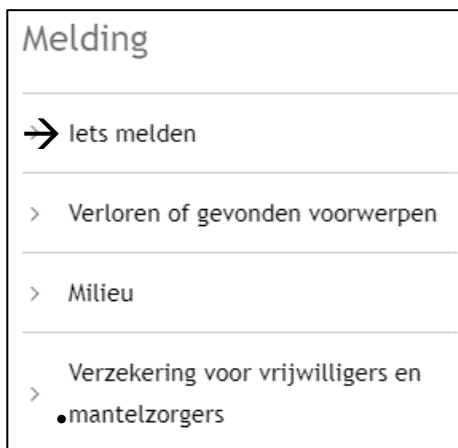 Melding
Iets melden
Verloren of gevonden voorwerpen
Milieu
Verzekering voor vrijwilligers en
mantelzorgers